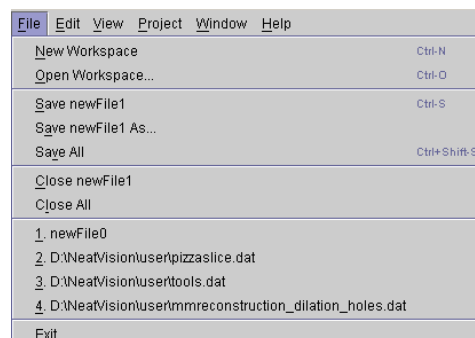 File Edit View Project Window Help
New Workspace Ctrl-N
Open Workspace... Ctrl-O
Save newFile1 Ctrl-S
Save newFile1 As...
Save All Ctrl+Shift-S
Close newFile1
Close All
1. newFile0
2. D:\NeatVision\user\pizzaslice.dat
3. D:\NeatVision\user\tools.dat
4. D:\NeatVision\user\mmreconstruction_dilation_holes.dat
Exit